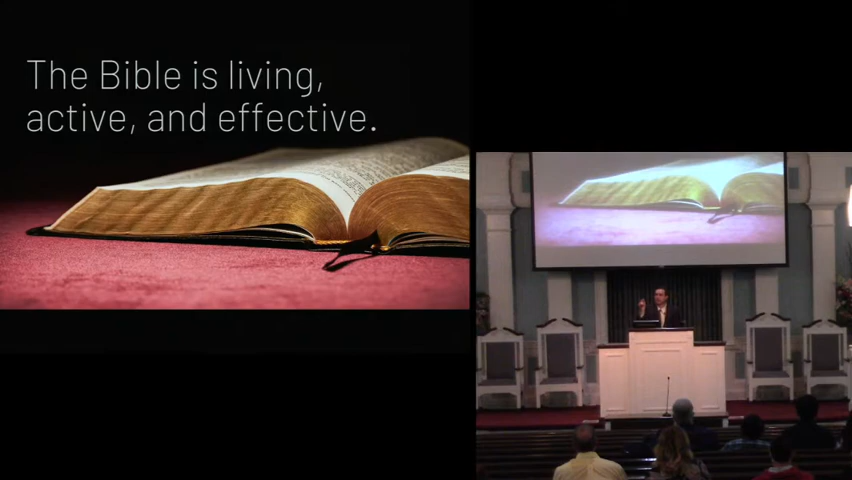 The Bible is living,
active, and effective.